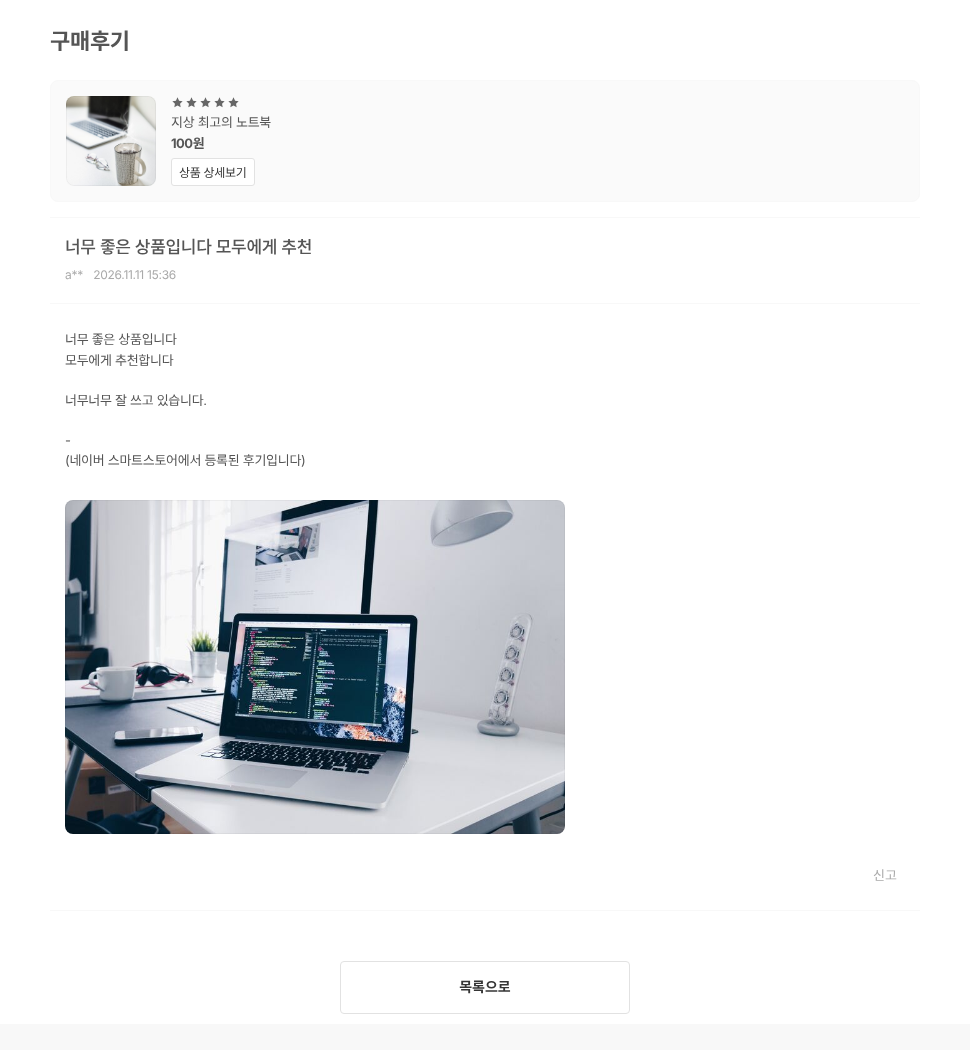 구매후기
★★★★★
지상 최고의 노트북
100원
상품 상세보기
너무 좋은 상품입니다 모두에게 추천
a** 2026.11.11 15:36
너무 좋은 상품입니다
모두에게 추천합니다
너무너무 잘 쓰고 있습니다.
-
(네이버 스마트스토어에서 등록된 후기입니다)
신고
목록으로